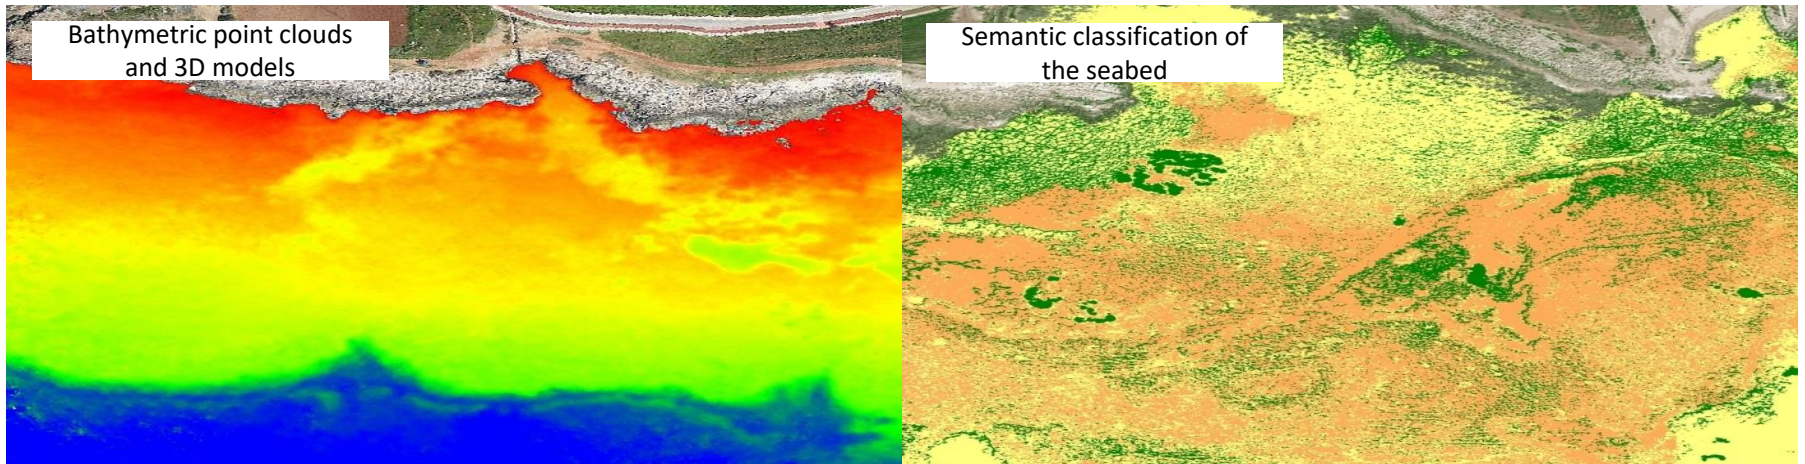 Bathymetric point clouds
and 3D models
Semantic classification of
the seabed